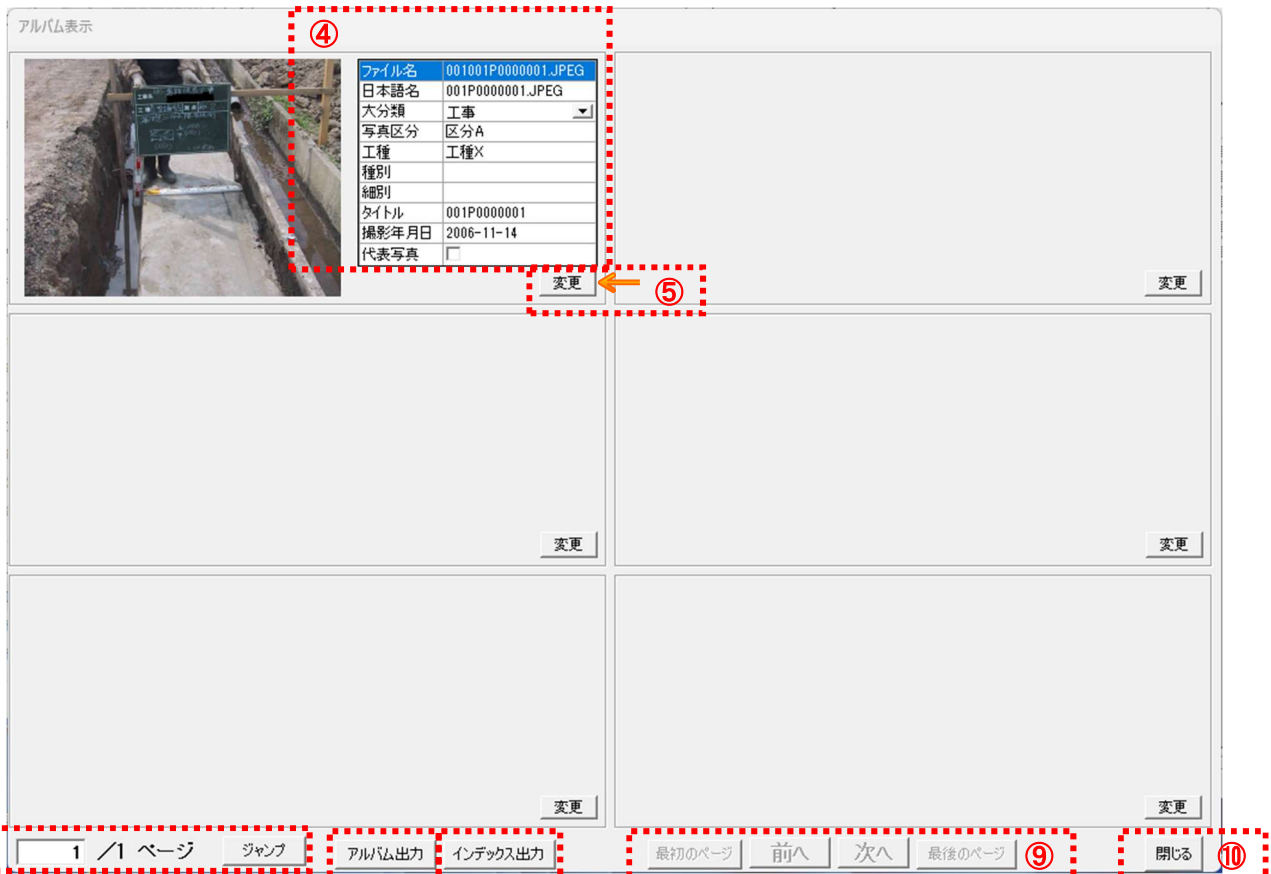 アルバム表示
④
ファイル名 001001P0000001.JPEG
日本語名 001P0000001.JPEG
大分類 工事
写真区分 区分A
工種 工種X
種別
細別
タイトル 001P0000001
撮影年月日 2006-11-14
代表写真
変更
⑤
変更
変更
変更
変更
変更
1 /1 ページ ジャンプ アルバム出力 インデックス出力 最初のページ 前へ 次へ 最後のページ ⑨ 閉じる ⑩